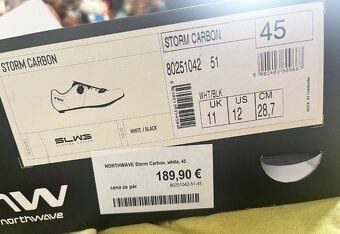 STORM CARBON
STORM CARBON
45
80251042 51
WHT/BLK
UK
US
CM
11
12
28,7
SLW3
WHITE / BLACK
NORTHWAVE Storm Carbon, white, 45
189,90 €
cena za pár
80251042-51-45
northwave